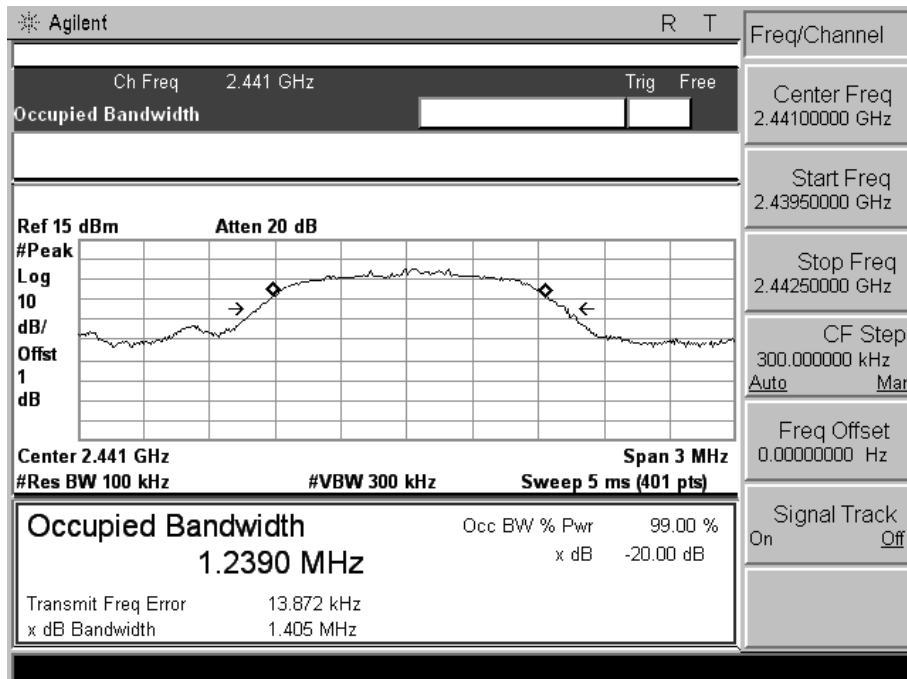 Agilent R T
Freq/Channel
Ch Freq 2.441 GHz Trig Free
Occupied Bandwidth
Center Freq
2.44100000 GHz
Start Freq
2.43950000 GHz
Stop Freq
2.44250000 GHz
CF Step
300.000000 kHz
Auto Man
Freq Offset
0.00000000 Hz
Signal Track
On Off
Ref 15 dBm Atten 20 dB
#Peak
Log
10
dB/
Offst
1
dB
Center 2.441 GHz Span 3 MHz
#Res BW 100 kHz #VBW 300 kHz Sweep 5 ms (401 pts)
Occupied Bandwidth
1.2390 MHz
Occ BW % Pwr 99.00 %
x dB -20.00 dB
Transmit Freq Error 13.872 kHz
x dB Bandwidth 1.405 MHz